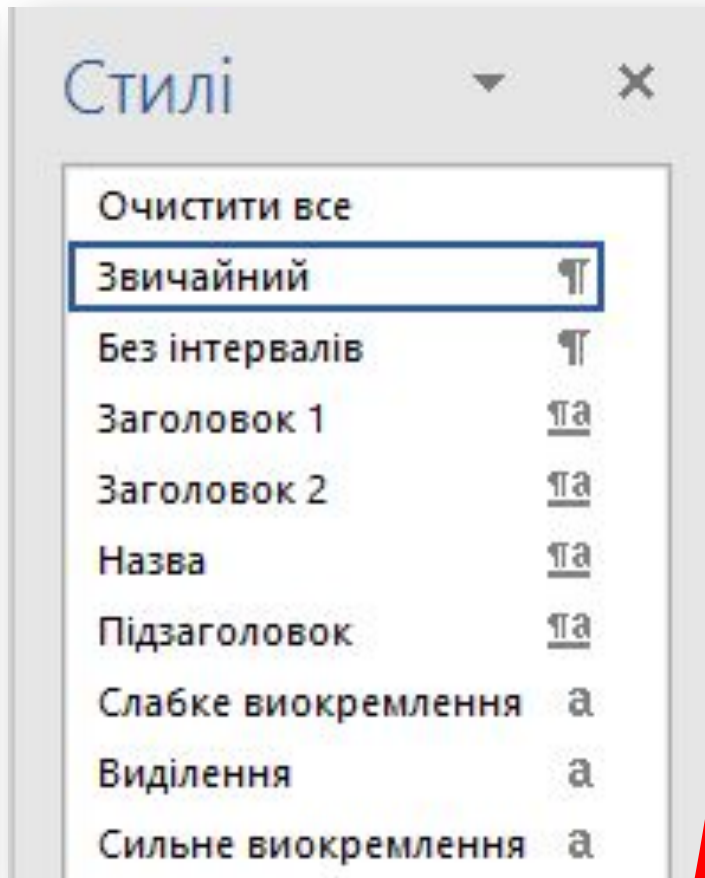 Стилі
Очистити все
Звичайний ¶
Без інтервалів ¶
Заголовок 1 ¶a
Заголовок 2 ¶a
Назва ¶a
Підзаголовок ¶a
Слабке виокремлення a
Виділення a
Сильне виокремлення a